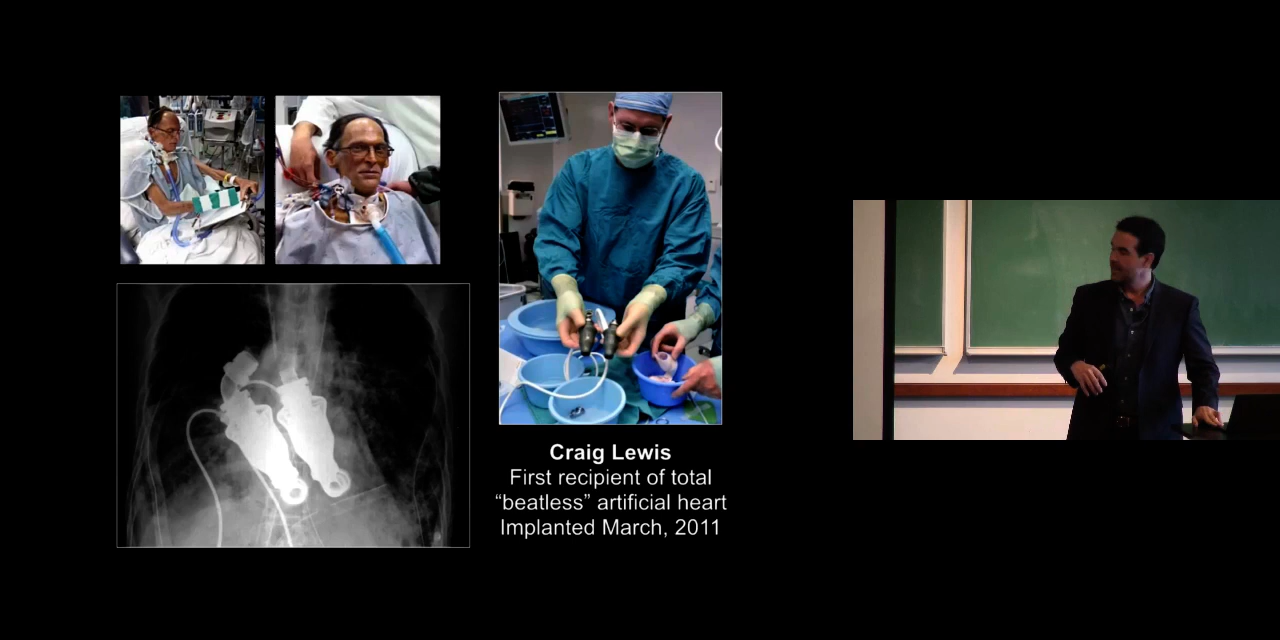 Craig Lewis
First recipient of total
“beatless” artificial heart
Implanted March, 2011